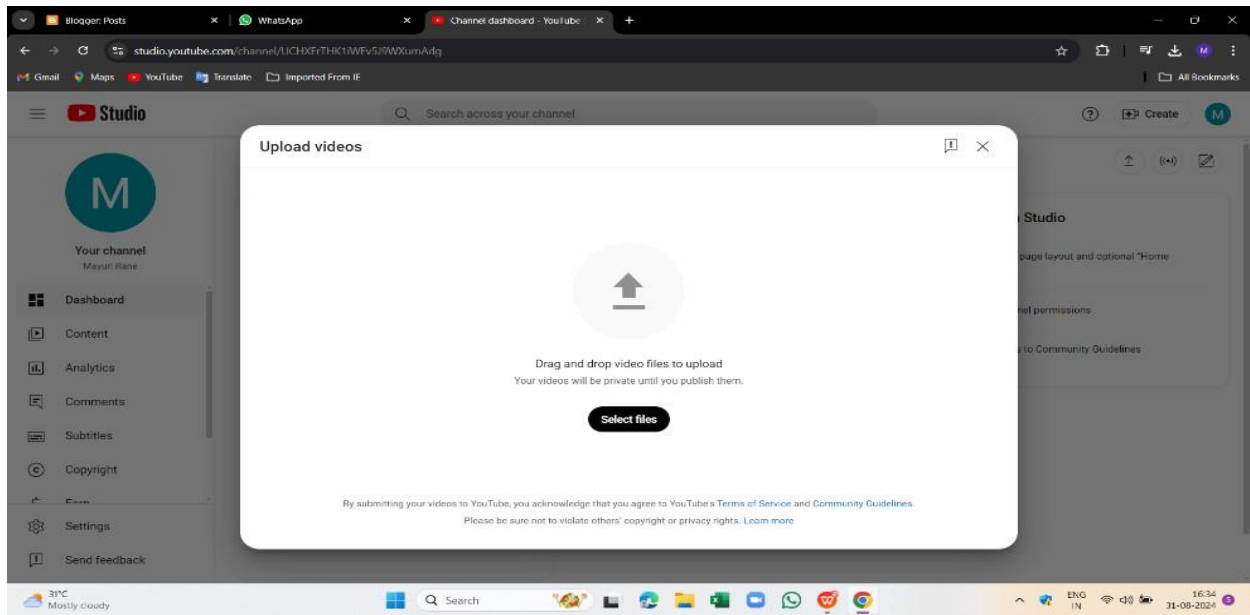 Blogger: Posts
WhatsApp
Channel dashboard - YouTube
studio.youtube.com/channel/UCHXFrTHK1iWFv5J9WXumAdg
M
Gmail
Maps
YouTube
Translate
Imported From IE
All Bookmarks
Studio
Search across your channel
Create
M
Upload videos
M
Your channel
Mayuri Rane
Dashboard
Content
Analytics
Comments
Subtitles
Copyright
Earn
Settings
Send feedback
Drag and drop video files to upload
Your videos will be private until you publish them.
Select files
By submitting your videos to YouTube, you acknowledge that you agree to YouTube's Terms of Service and Community Guidelines.
Please be sure not to violate others' copyright or privacy rights. Learn more
Studio
page layout and optional "Home
permissions
to Community Guidelines
31°C
Mostly cloudy
Search
ENG
IN
16:34
31-08-2024